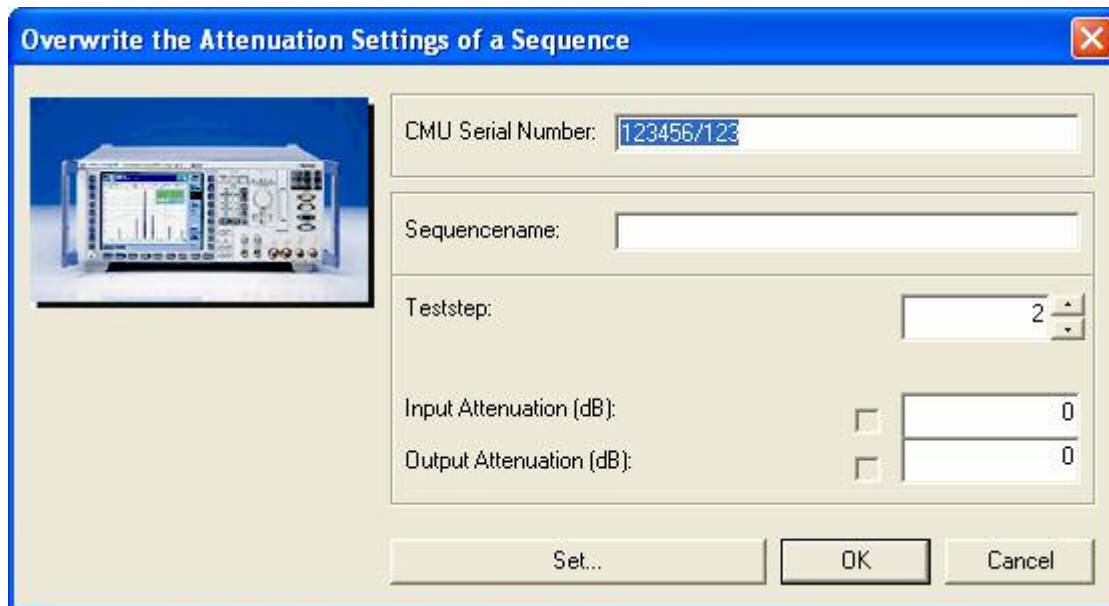 Overwrite the Attenuation Settings of a Sequence
CMU Serial Number: 123456/123
Sequencename:
Teststep: 2
Input Attenuation (dB): 0
Output Attenuation (dB): 0
Set... OK Cancel